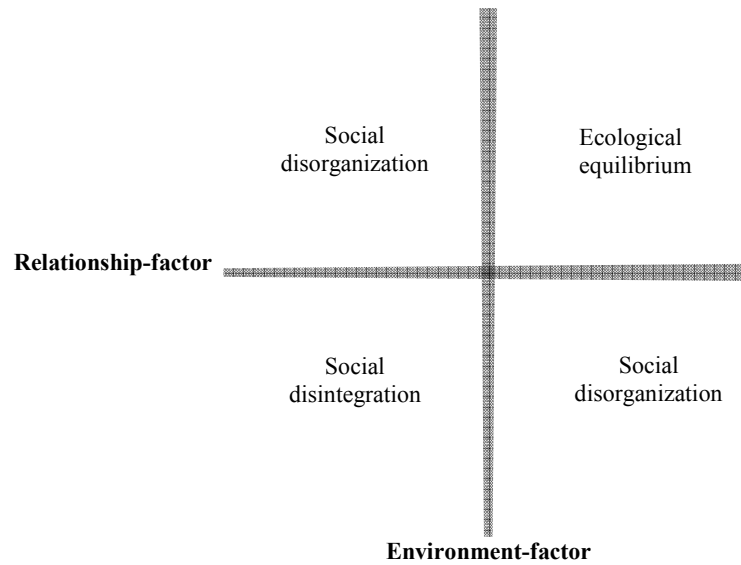 Social
disorganization
Ecological
equilibrium
Relationship-factor
Social
disintegration
Social
disorganization
Environment-factor